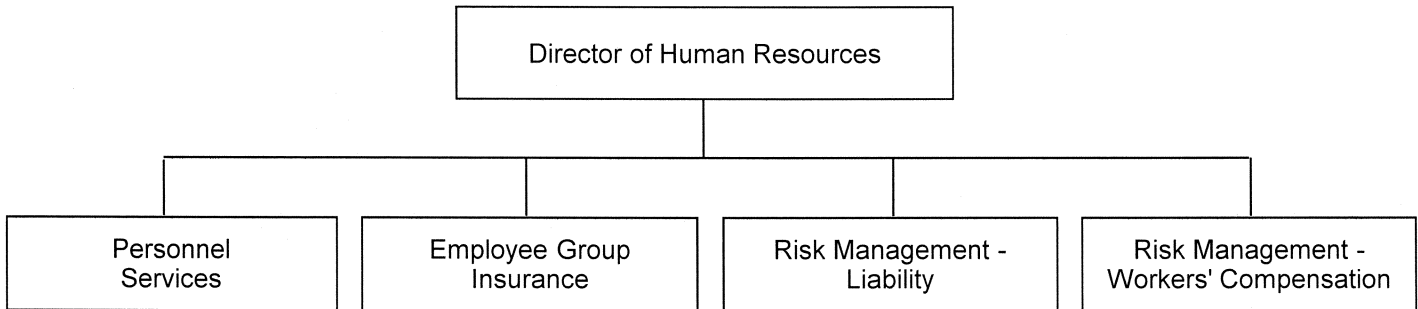 Director of Human Resources
Personnel
Services
Employee Group
Insurance
Risk Management -
Liability
Risk Management -
Workers' Compensation